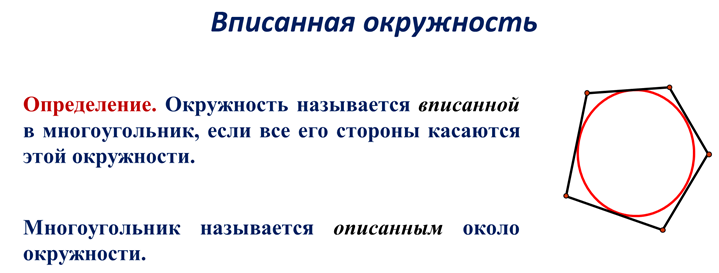 Вписанная окружность
Определение. Окружность называется вписанной
в многоугольник, если все его стороны касаются
этой окружности.
Многоугольник называется описанным около
окружности.